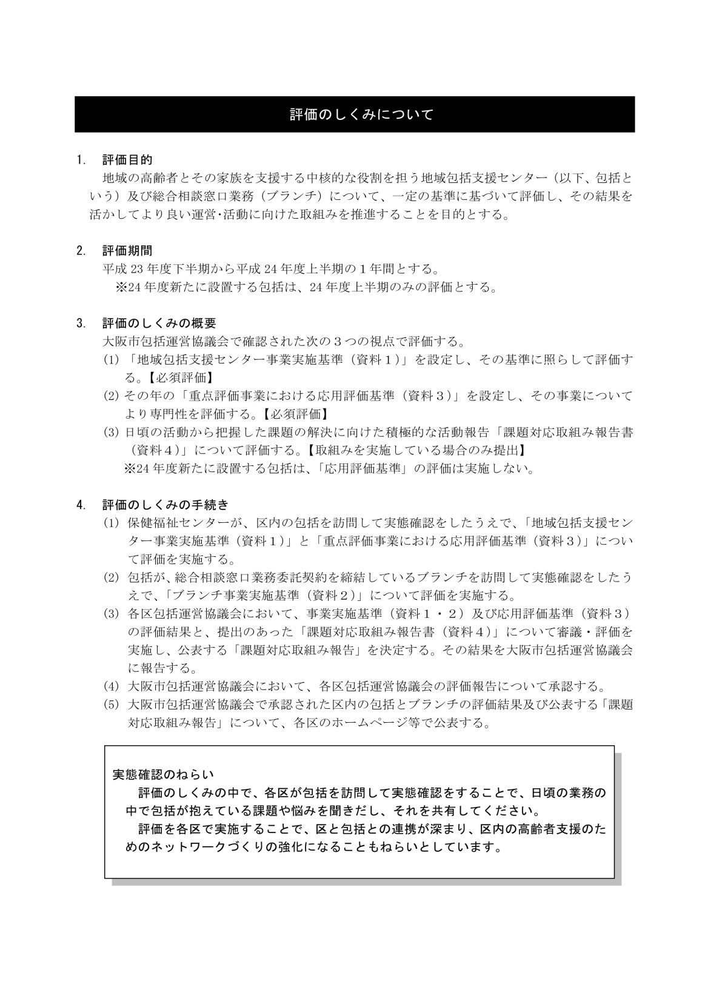 評価のしくみについて
1. 評価目的
地域の高齢者とその家族を支援する中核的な役割を担う地域包括支援センター（以下、包括と
いう）及び総合相談窓口業務（ブランチ）について、一定の基準に基づいて評価し、その結果を
活かしてより良い運営・活動に向けた取組みを推進することを目的とする。
2. 評価期間
平成 23 年度下半期から平成 24 年度上半期の 1 年間とする。
※24 年度新たに設置する包括は、24 年度上半期のみの評価とする。
3. 評価のしくみの概要
大阪市包括運営協議会で確認された次の３つの視点で評価する。
(1) 「地域包括支援センター事業実施基準（資料１）」を設定し、その基準に照らして評価す
る。【必須評価】
(2) その年の「重点評価事業における応用評価基準（資料３）」を設定し、その事業について
より専門性を評価する。【必須評価】
(3) 日頃の活動から把握した課題の解決に向けた積極的な活動報告「課題対応取組み報告書
（資料４）」について評価する。【取組みを実施している場合のみ提出】
※24 年度新たに設置する包括は、「応用評価基準」の評価は実施しない。
4. 評価のしくみの手続き
(1) 保健福祉センターが、区内の包括を訪問して実態確認をしたうえで、「地域包括支援セン
ター事業実施基準（資料１）」と「重点評価事業における応用評価基準（資料３）」につい
て評価を実施する。
(2) 包括が、総合相談窓口業務委託契約を締結しているブランチを訪問して実態確認をしたう
えで、「ブランチ事業実施基準（資料２）」について評価を実施する。
(3) 各区包括運営協議会において、事業実施基準（資料１・２）及び応用評価基準（資料３）
の評価結果と、提出のあった「課題対応取組み報告書（資料４）」について審議・評価を
実施し、公表する「課題対応取組み報告」を決定する。その結果を大阪市包括運営協議会
に報告する。
(4) 大阪市包括運営協議会において、各区包括運営協議会の評価報告について承認する。
(5) 大阪市包括運営協議会で承認された区内の包括とブランチの評価結果及び公表する「課題
対応取組み報告」について、各区のホームページ等で公表する。
実態確認のねらい
評価のしくみの中で、各区が包括を訪問して実態確認をすることで、日頃の業務の
中で包括が抱えている課題や悩みを聞きだし、それを共有してください。
評価を各区で実施することで、区と包括との連携が深まり、区内の高齢者支援のた
めのネットワークづくりの強化になることもねらいとしています。